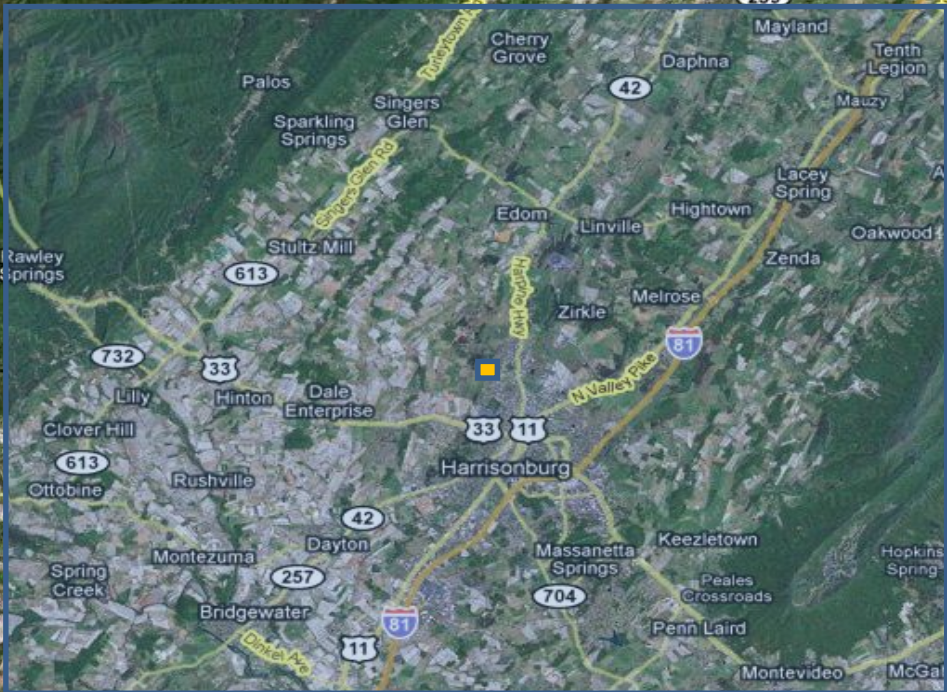 Mayland
Cherry
Grove
Turleytown
Tenth
Legion
Daphna
Palos
42
Mauzy
Singers
Glen
Sparkling
Springs
Lacey
Spring
Singers Glen Rd
Hightown
Edom
Linville
Oakwood
Stultz Mill
Rawley
Springs
Zenda
613
Harpine Hwy
Melrose
Zirkle
81
732
33
N Valley Pike
Lilly
Hinton
Dale
Enterprise
Clover Hill
33
11
613
Harrisonburg
Ottobine
Rushville
42
Dayton
Keezletown
Montezuma
Massanetta
Springs
Hopkins
Spring
Spring
Creek
257
Peales
Crossroads
704
Bridgewater
81
Penn Laird
11
Dinkel Ave
Montevideo